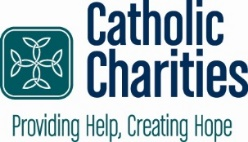 Catholic
Charities
Providing Help, Creating Hope